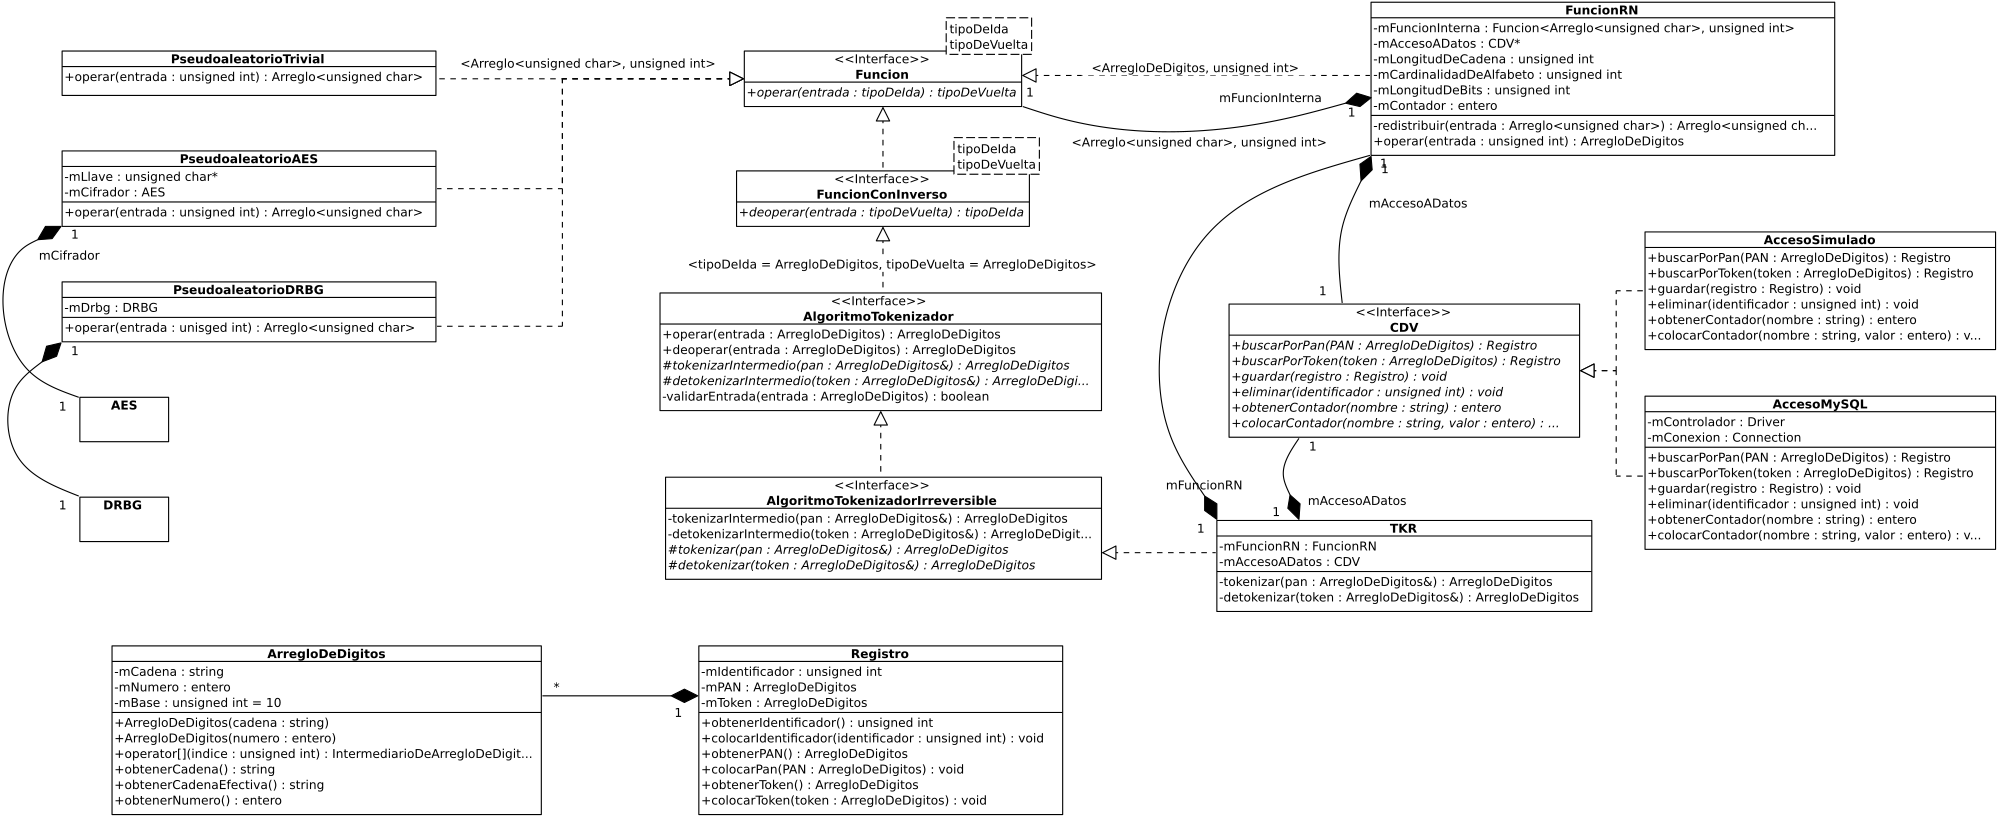 PseudoaleatorioTrivial
+operar(entrada : unsigned int) : Arreglo<unsigned char>
<Arreglo<unsigned char>, unsigned int>
tipoDeIda
tipoDeVuelta
<<Interface>>
Funcion
+operar(entrada : tipoDeIda) : tipoDeVuelta
<ArregloDeDigitos, unsigned int>
1
mFuncionInterna
1
<Arreglo<unsigned char>, unsigned int>
FuncionRN
-mFuncionInterna : Funcion<Arreglo<unsigned char>, unsigned int>
-mAccesoADatos : CDV*
-mLongitudDeCadena : unsigned int
-mCardinalidadDeAlfabeto : unsigned int
-mLongitudDeBits : unsigned int
-mContador : entero
-redistribuir(entrada : Arreglo<unsigned char>) : Arreglo<unsigned ch...
+operar(entrada : unsigned int) : ArregloDeDigitos
1
1
mAccesoADatos
1
PseudoaleatorioAES
-mLlave : unsigned char*
-mCifrador : AES
+operar(entrada : unsigned int) : Arreglo<unsigned char>
1
mCifrador
tipoDeIda
tipoDeVuelta
<<Interface>>
FuncionConInverso
+deoperar(entrada : tipoDeVuelta) : tipoDeIda
<tipoDeIda = ArregloDeDigitos, tipoDeVuelta = ArregloDeDigitos>
PseudoaleatorioDRBG
-mDrbg : DRBG
+operar(entrada : unisged int) : Arreglo<unsigned char>
1
1
AES
1
DRBG
<<Interface>>
AlgoritmoTokenizador
+operar(entrada : ArregloDeDigitos) : ArregloDeDigitos
+deoperar(entrada : ArregloDeDigitos) : ArregloDeDigitos
#tokenizarIntermedio(pan : ArregloDeDigitos&) : ArregloDeDigitos
#detokenizarIntermedio(token : ArregloDeDigitos&) : ArregloDeDigi...
-validarEntrada(entrada : ArregloDeDigitos) : boolean
<<Interface>>
CDV
+buscarPorPan(PAN : ArregloDeDigitos) : Registro
+buscarPorToken(token : ArregloDeDigitos) : Registro
+guardar(registro : Registro) : void
+eliminar(identificador : unsigned int) : void
+obtenerContador(nombre : string) : entero
+colocarContador(nombre : string, valor : entero) : ...
1
AccesoSimulado
+buscarPorPan(PAN : ArregloDeDigitos) : Registro
+buscarPorToken(token : ArregloDeDigitos) : Registro
+guardar(registro : Registro) : void
+eliminar(identificador : unsigned int) : void
+obtenerContador(nombre : string) : entero
+colocarContador(nombre : string, valor : entero) : v...
AccesoMySQL
-mControlador : Driver
-mConexion : Connection
+buscarPorPan(PAN : ArregloDeDigitos) : Registro
+buscarPorToken(token : ArregloDeDigitos) : Registro
+guardar(registro : Registro) : void
+eliminar(identificador : unsigned int) : void
+obtenerContador(nombre : string) : entero
+colocarContador(nombre : string, valor : entero) : v...
<<Interface>>
AlgoritmoTokenizadorIrreversible
-tokenizarIntermedio(pan : ArregloDeDigitos&) : ArregloDeDigitos
-detokenizarIntermedio(token : ArregloDeDigitos&) : ArregloDeDigit...
#tokenizar(pan : ArregloDeDigitos&) : ArregloDeDigitos
#detokenizar(token : ArregloDeDigitos&) : ArregloDeDigitos
mFuncionRN
1
mAccesoADatos
1
TKR
-mFuncionRN : FuncionRN
-mAccesoADatos : CDV
-tokenizar(pan : ArregloDeDigitos&) : ArregloDeDigitos
-detokenizar(token : ArregloDeDigitos&) : ArregloDeDigitos
ArregloDeDigitos
-mCadena : string
-mNumero : entero
-mBase : unsigned int = 10
+ArregloDeDigitos(cadena : string)
+ArregloDeDigitos(numero : entero)
+operator[](indice : unsigned int) : IntermediarioDeArregloDeDigit...
+obtenerCadena() : string
+obtenerCadenaEfectiva() : string
+obtenerNumero() : entero
*
1
Registro
-mIdentificador : unsigned int
-mPAN : ArregloDeDigitos
-mToken : ArregloDeDigitos
+obtenerIdentificador() : unsigned int
+colocarIdentificador(identificador : unsigned int) : void
+obtenerPAN() : ArregloDeDigitos
+colocarPan(PAN : ArregloDeDigitos) : void
+obtenerToken() : ArregloDeDigitos
+colocarToken(token : ArregloDeDigitos) : void